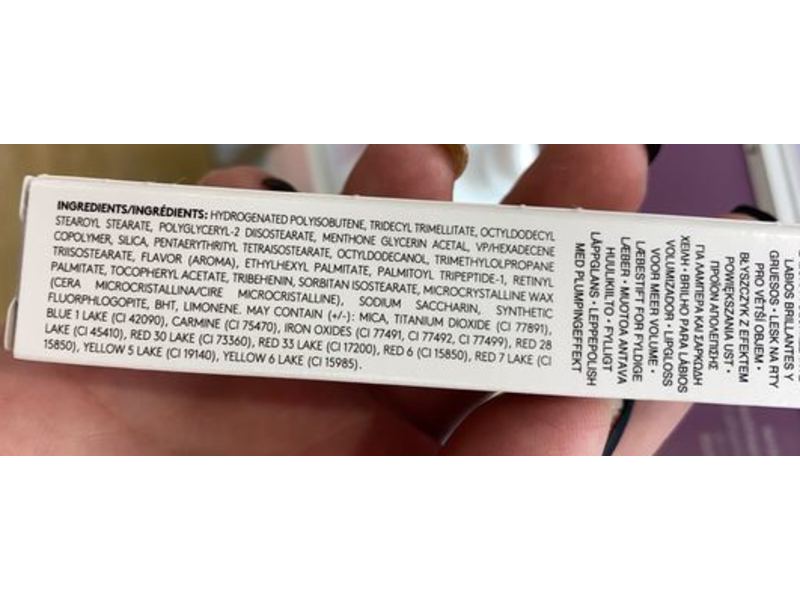 INGREDIENTS/INGRÉDIENTS: HYDROGENATED POLYISOBUTENE, TRIDECYL TRIMELLITATE, OCTYLDODECYL
STEAROYL STEARATE, POLYGLYCERYL-2 DIISOSTEARATE, MENTHONE GLYCERIN ACETAL, VP/HEXADECENE
COPOLYMER, SILICA, PENTAERYTHRITYL TETRAISOSTEARATE, OCTYLDODECANOL, TRIMETHYLOLPROPANE
TRIISOSTEARATE, FLAVOR (AROMA), ETHYLHEXYL PALMITATE, PALMITOYL TRIPEPTIDE-1, RETINYL
PALMITATE, TOCOPHERYL ACETATE, TRIBEHENIN, SORBITAN ISOSTEARATE, MICROCRYSTALLINE WAX
(CERA MICROCRISTALLINA/CIRE MICROCRISTALLINE), SODIUM SACCHARIN, SYNTHETIC
FLUORPHLOGOPITE, BHT, LIMONENE. MAY CONTAIN (+/-): MICA, TITANIUM DIOXIDE (CI 77891),
BLUE 1 LAKE (CI 42090), CARMINE (CI 75470), IRON OXIDES (CI 77491, CI 77492, CI 77499), RED 28
LAKE (CI 45410), RED 30 LAKE (CI 73360), RED 33 LAKE (CI 17200), RED 6 (CI 15850), RED 7 LAKE (CI
15850), YELLOW 5 LAKE (CI 19140), YELLOW 6 LAKE (CI 15985).
LABIOS BRILLANTES Y
GRUESOS • LESK NA RTY
PRO VĚTŠÍ OBJEM •
BŁYSZCZYK Z EFEKTEM
POWIĘKSZANIA UST •
ΠΡΟΪΟΝ ΑΠΟΛΕΠΙΣΗΣ
ΓΙΑ ΛΑΜΠΕΡΑ ΚΑΙ ΣΑΡΚΩΔΗ
ΧΕΙΛΗ • BRILHO PARA LÁBIOS
VOLUMIZADOR • LIPGLOSS
VOOR MEER VOLUME •
LÆBESTIFT FOR FYLDIGE
LÆBER • MUOTOA ANTAVA
HUULIKIILTO • FYLLIGT
LÄPPGLANS • LEPPEPOLISH
MED PLUMPINGEFFEKT